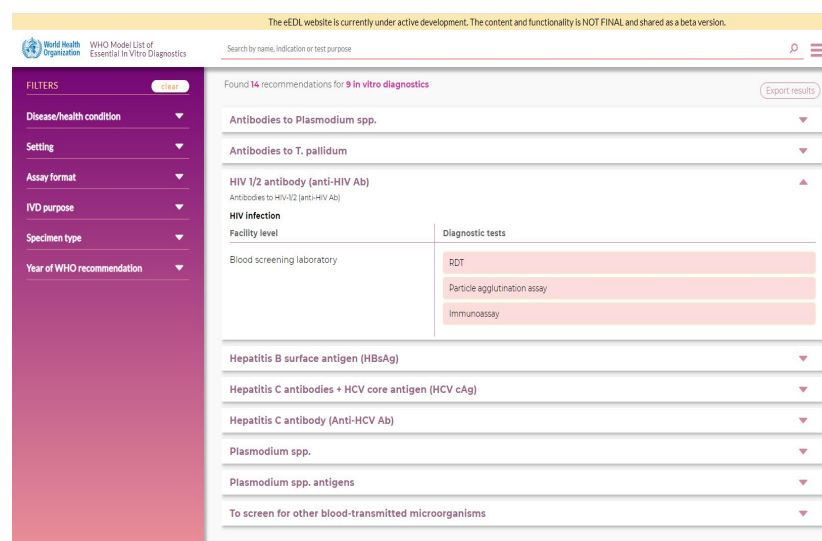 The eEDL website is currently under active development. The content and functionality is NOT FINAL and shared as a beta version.
World Health
Organization
WHO Model List of
Essential In Vitro Diagnostics
Search by name, indication or test purpose
FILTERS
clear
Disease/health condition
Setting
Assay format
IVD purpose
Specimen type
Year of WHO recommendation
Found 14 recommendations for 9 in vitro diagnostics
Export results
Antibodies to Plasmodium spp.
Antibodies to T. pallidum
HIV 1/2 antibody (anti-HIV Ab)
Antibodies to HIV-1/2 (anti-HIV Ab)
HIV infection
Facility level
Diagnostic tests
Blood screening laboratory
RDT
Particle agglutination assay
Immunoassay
Hepatitis B surface antigen (HBsAg)
Hepatitis C antibodies + HCV core antigen (HCV cAg)
Hepatitis C antibody (Anti-HCV Ab)
Plasmodium spp.
Plasmodium spp. antigens
To screen for other blood-transmitted microorganisms